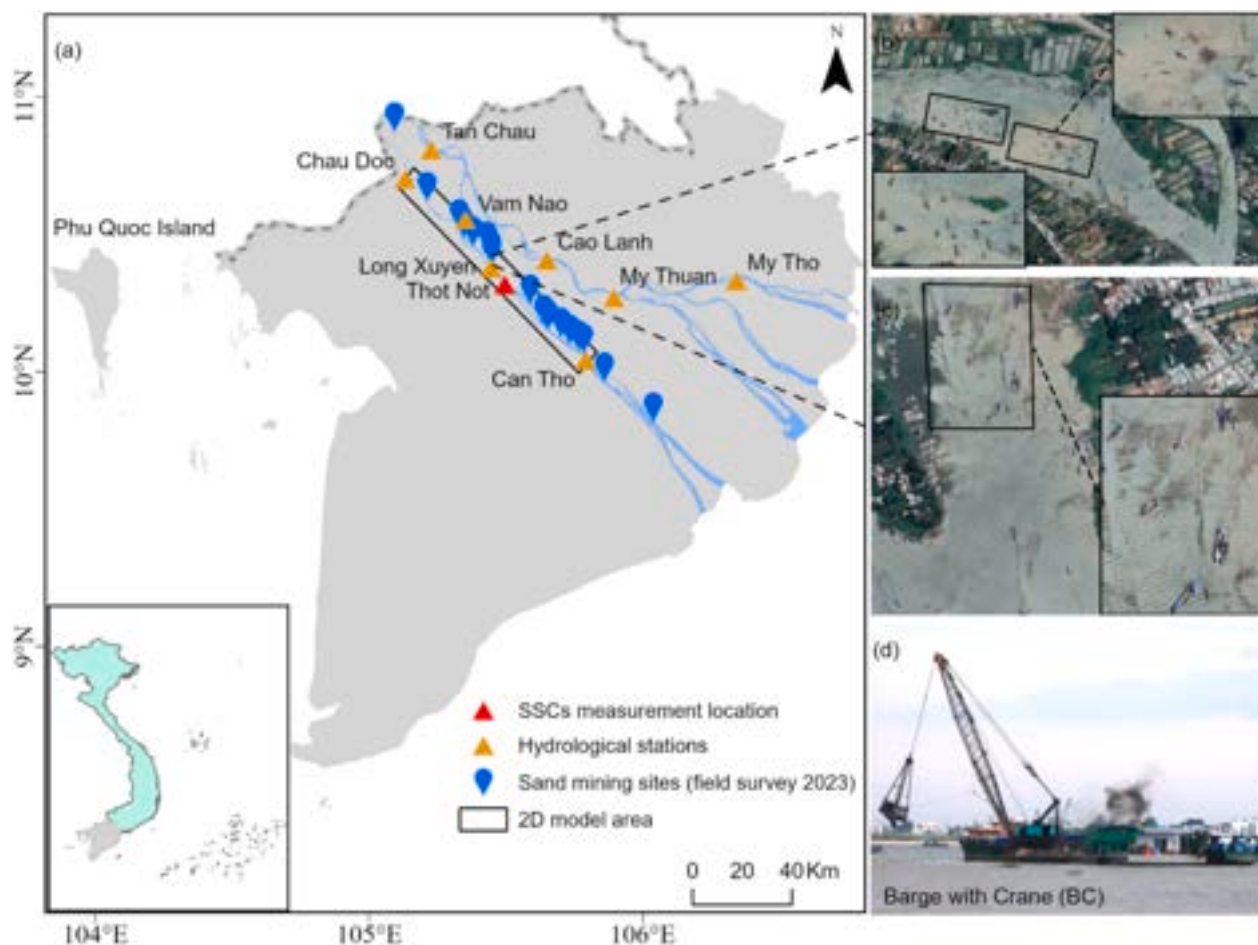 (a)
N
11°N
10°N
9°N
Tan Chau
Chau Doc
Vam Nao
Phu Quoc Island
Cao Lanh
Long Xuyen
My Tho
My Thuan
Thot Not
Can Tho
SSCs measurement location
Hydrological stations
Sand mining sites (field survey 2023)
2D model area
0 20 40 Km
104°E 105°E 106°E
(b)
(d)
Barge with Crane (BC)